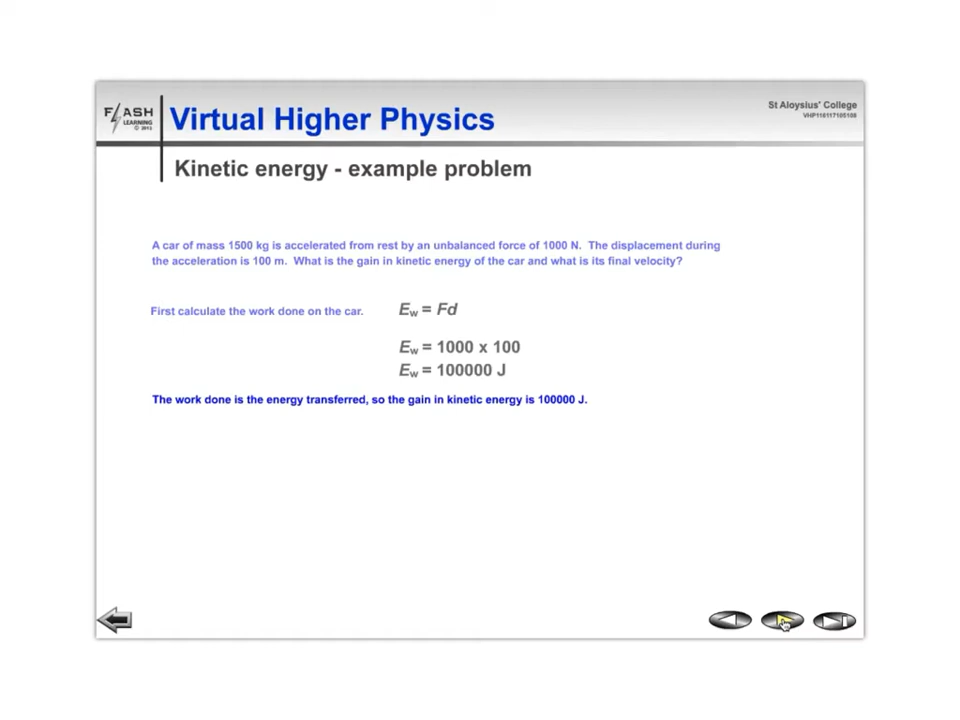 FLASH
LEARNING
© 2013
Virtual Higher Physics
St Aloysius' College
VHP116117105108
Kinetic energy - example problem
A car of mass 1500 kg is accelerated from rest by an unbalanced force of 1000 N. The displacement during
the acceleration is 100 m. What is the gain in kinetic energy of the car and what is its final velocity?
First calculate the work done on the car. Ew = Fd
Ew = 1000 x 100
Ew = 100000 J
The work done is the energy transferred, so the gain in kinetic energy is 100000 J.